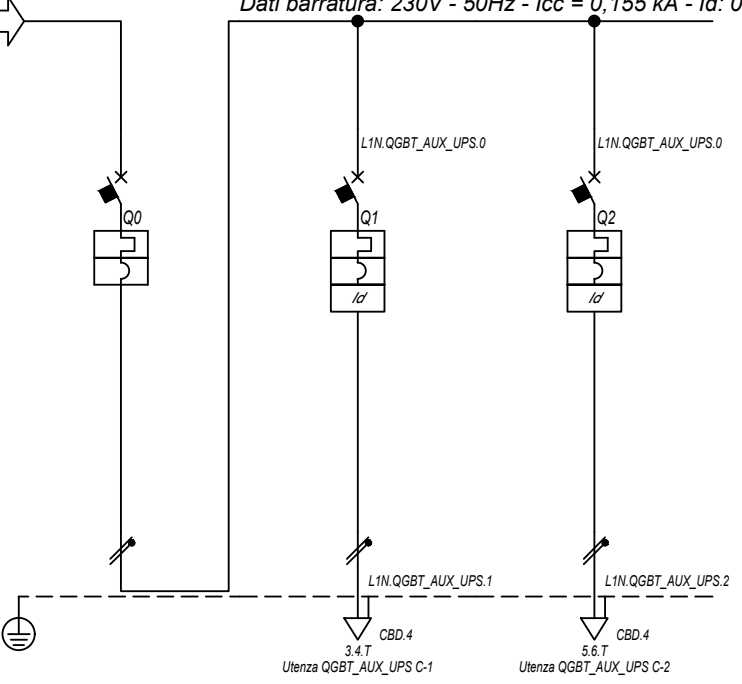 Dati barratura: 230V - 50Hz - Icc = 0,155 kA - Id: 0
L1N.QGBT_AUX_UPS.0
L1N.QGBT_AUX_UPS.0
Q0
Q1
Q2
Id
Id
L1N.QGBT_AUX_UPS.1
L1N.QGBT_AUX_UPS.2
CBD.4
CBD.4
3.4.T
5.6.T
Utenza QGBT_AUX_UPS C-1
Utenza QGBT_AUX_UPS C-2